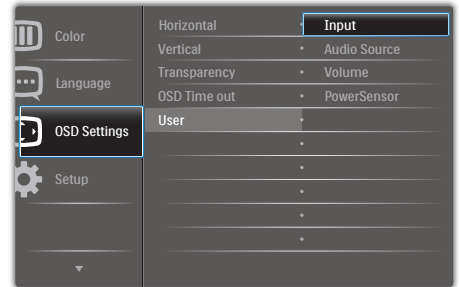 Color
Language
OSD Settings
Setup
Horizontal
Vertical
Transparency
OSD Time out
User
Input
Audio Source
Volume
PowerSensor